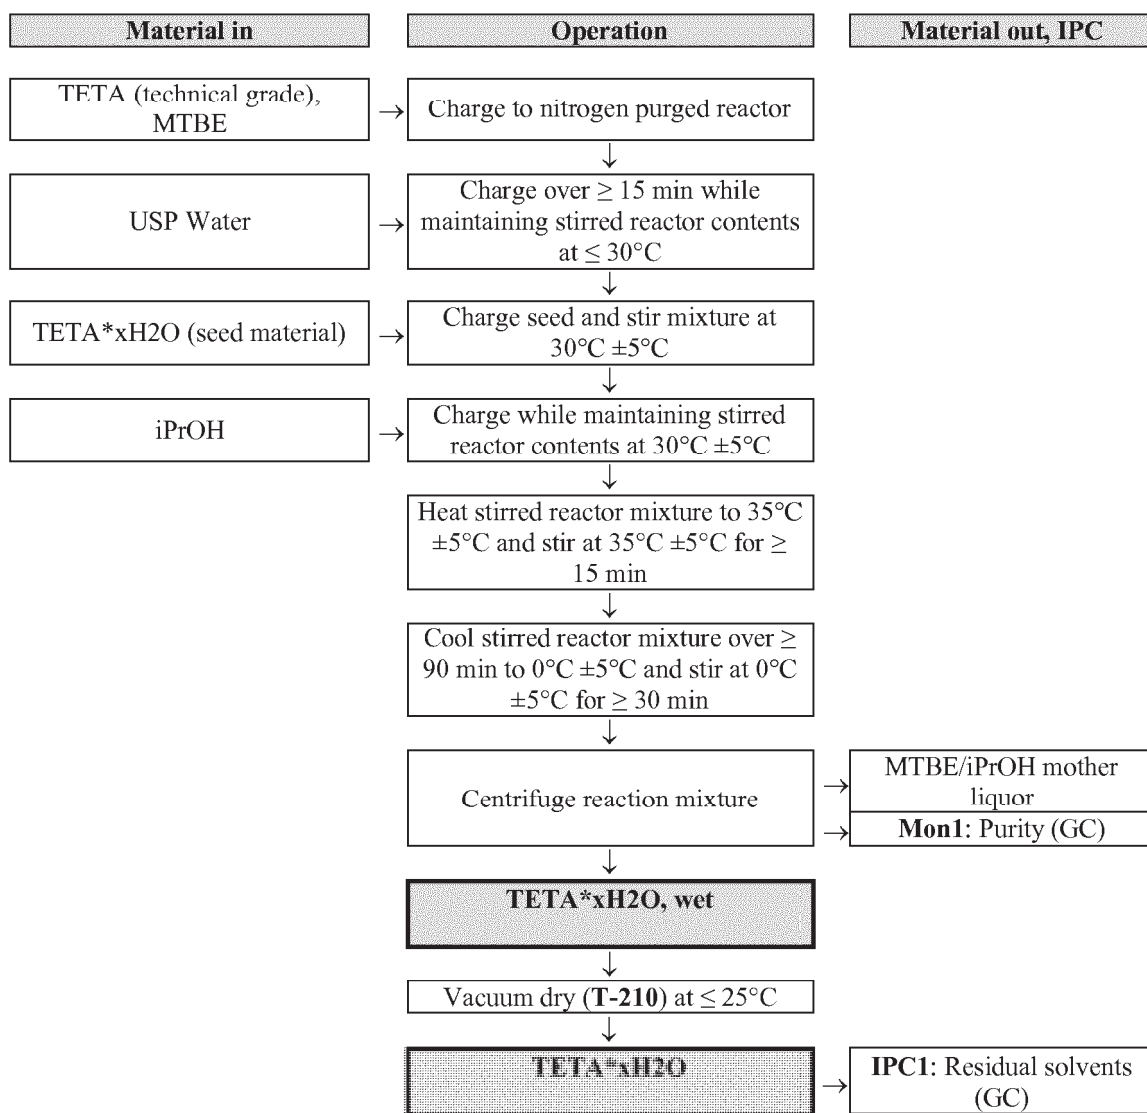 Material in
Operation
Material out, IPC
TETA (technical grade),
MTBE
→
Charge to nitrogen purged reactor
↓
USP Water
→
Charge over ≥ 15 min while
maintaining stirred reactor contents
at ≤ 30°C
↓
TETA*xH2O (seed material)
→
Charge seed and stir mixture at
30°C ±5°C
↓
iPrOH
→
Charge while maintaining stirred
reactor contents at 30°C ±5°C
↓
Heat stirred reactor mixture to 35°C
±5°C and stir at 35°C ±5°C for ≥
15 min
↓
Cool stirred reactor mixture over ≥
90 min to 0°C ±5°C and stir at 0°C
±5°C for ≥ 30 min
↓
Centrifuge reaction mixture
→
MTBE/iPrOH mother
liquor
→
Mon1: Purity (GC)
↓
TETA*xH2O, wet
↓
Vacuum dry (T-210) at ≤ 25°C
↓
TETA*xH2O
→
IPC1: Residual solvents
(GC)